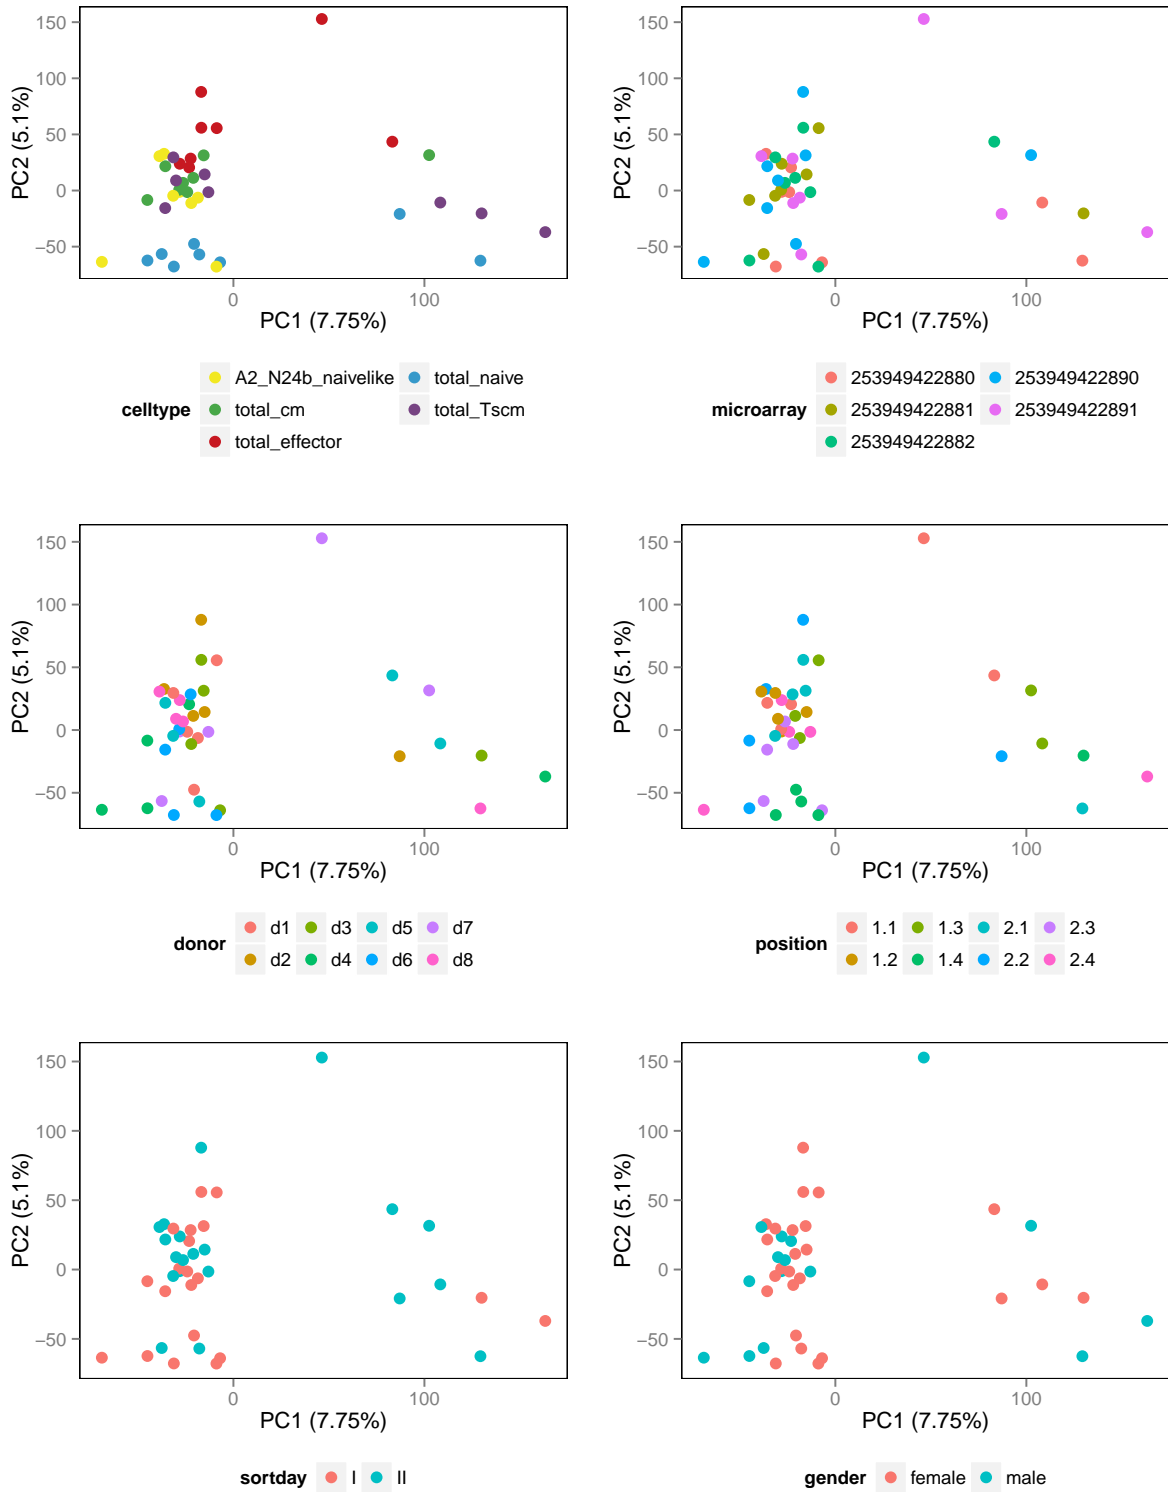 150
100
50
0
−50
PC2 (5.1%)
0 100
PC1 (7.75%)
celltype
A2_N24b_naivelike total_naive
total_cm total_Tscm
total_effector
150
100
50
0
−50
PC2 (5.1%)
0 100
PC1 (7.75%)
microarray
253949422880 253949422890
253949422881 253949422891
253949422882
150
100
50
0
−50
PC2 (5.1%)
0 100
PC1 (7.75%)
donor
d1 d3 d5 d7
d2 d4 d6 d8
150
100
50
0
−50
PC2 (5.1%)
0 100
PC1 (7.75%)
position
1.1 1.3 2.1 2.3
1.2 1.4 2.2 2.4
150
100
50
0
−50
PC2 (5.1%)
0 100
PC1 (7.75%)
sortday I II
150
100
50
0
−50
PC2 (5.1%)
0 100
PC1 (7.75%)
gender female male